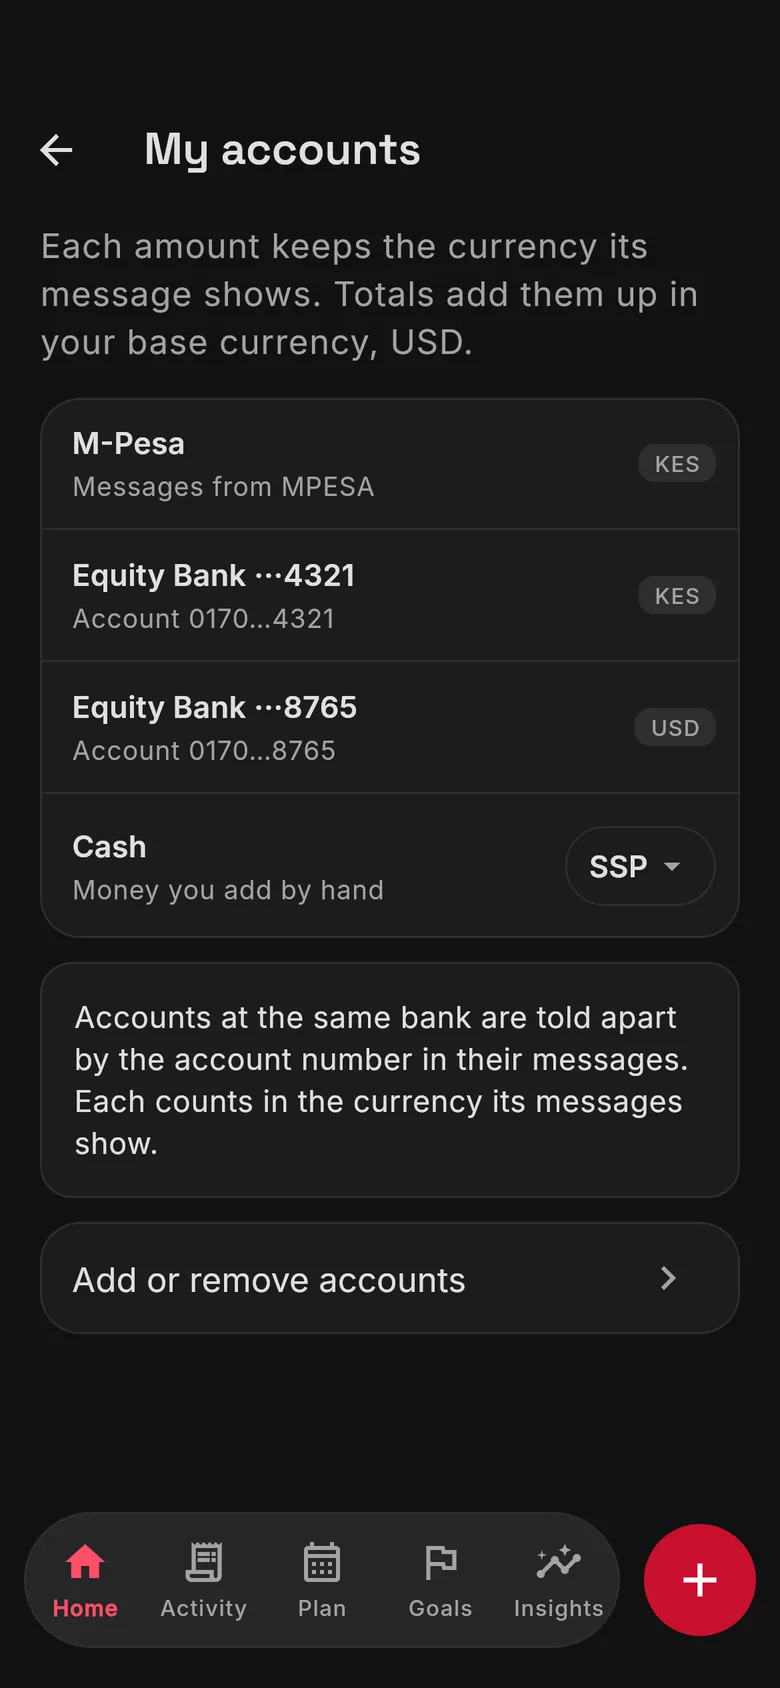 My accounts
Each amount keeps the currency its
message shows. Totals add them up in
your base currency, USD.
M-Pesa
Messages from MPESA
KES
Equity Bank ···4321
Account 0170...4321
KES
Equity Bank ···8765
Account 0170...8765
USD
Cash
Money you add by hand
SSP
Accounts at the same bank are told apart
by the account number in their messages.
Each counts in the currency its messages
show.
Add or remove accounts
Home
Activity
Plan
Goals
Insights